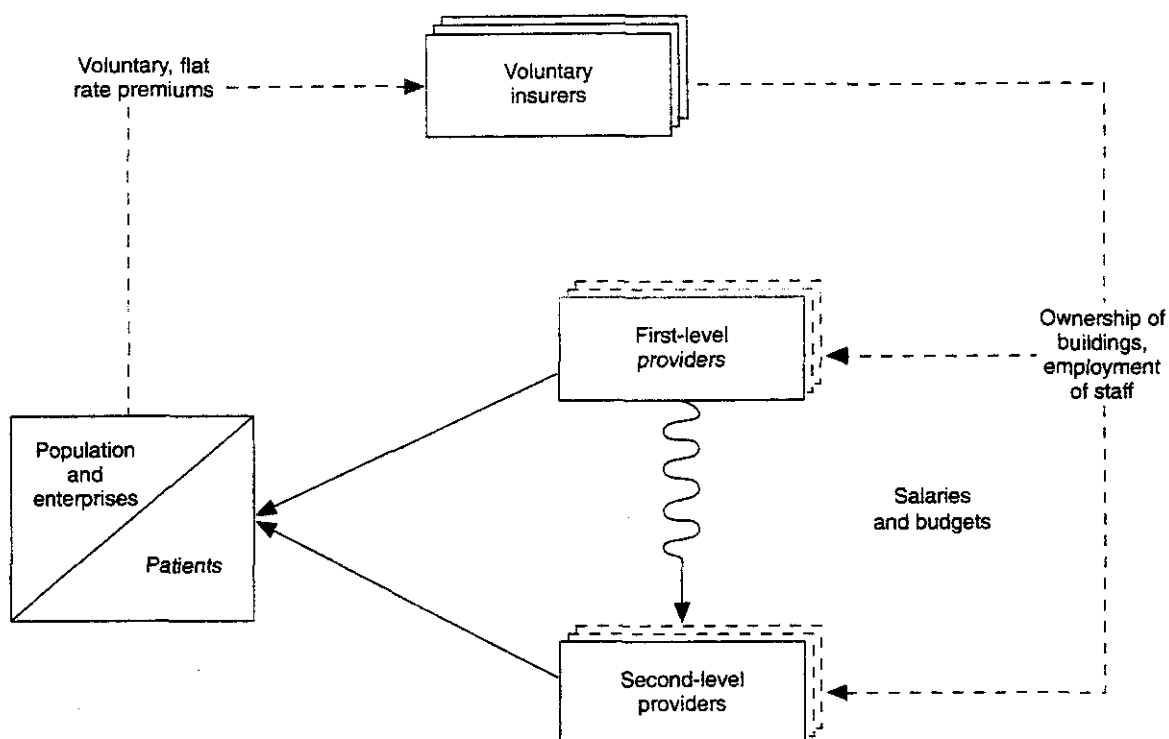 Voluntary, flat
rate premiums
Voluntary
insurers
First-level
providers
Ownership of
buildings,
employment
of staff
Population
and
enterprises
Patients
Salaries
and budgets
Second-level
providers